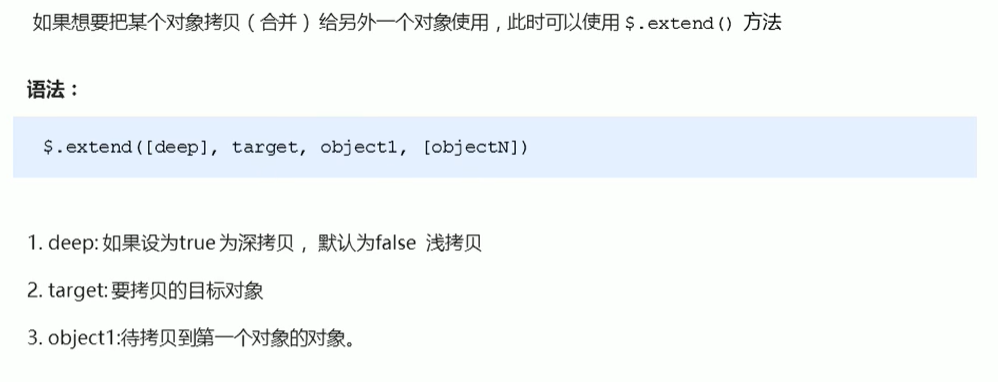 如果想要把某个对象拷贝（合并）给另外一个对象使用，此时可以使用 $.extend() 方法
语法：
$.extend([deep], target, object1, [objectN])
1. deep: 如果设为true 为深拷贝， 默认为false 浅拷贝
2. target: 要拷贝的目标对象
3. object1:待拷贝到第一个对象的对象。